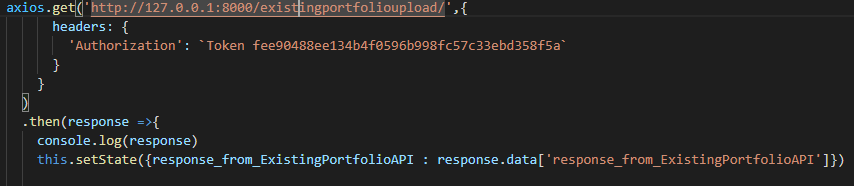 axios.get('http://127.0.0.1:8000/existingportfolioupload/',{
headers: {
'Authorization': `Token fee90488ee134b4f0596b998fc57c33ebd358f5a`
}
}
)
.then(response =>{
console.log(response)
this.setState({response_from_ExistingPortfolioAPI : response.data['response_from_ExistingPortfolioAPI']})